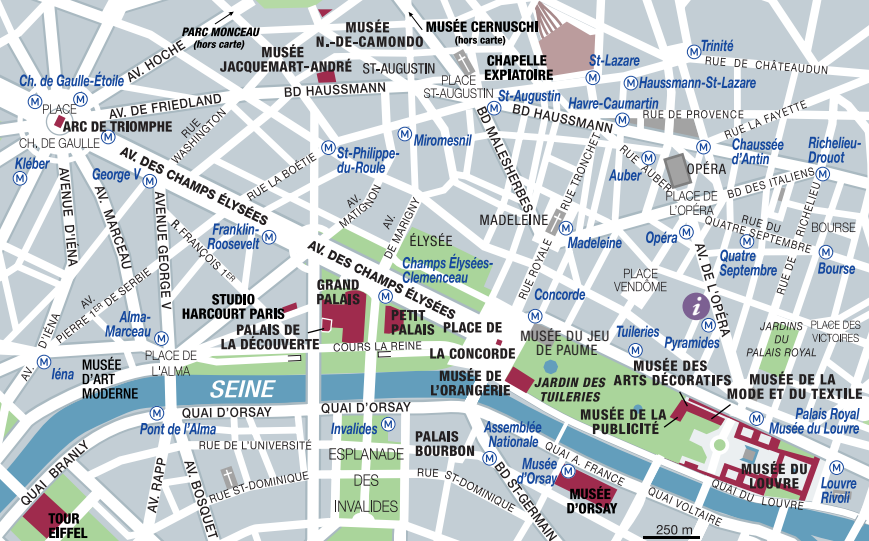 PARC MONCEAU
(hors carte)
MUSÉE
N.-DE-CAMONDO
MUSÉE CERNUSCHI
(hors carte)
AV. HOCHE
MUSÉE
JACQUEMART-ANDRÉ
ST-AUGUSTIN
CHAPELLE
EXPIATOIRE
St-Lazare
Trinité
RUE DE CHÂTEAUDUN
Ch. de Gaulle-Étoile
M
M
PLACE
ARC DE TRIOMPHE
CH. DE GAULLE
M
AV. DE FRIEDLAND
BD HAUSSMANN
PLACE
ST-AUGUSTIN
M
St-Augustin
M
M
M
Haussmann-St-Lazare
Havre-Caumartin
M
BD HAUSSMANN
RUE DE PROVENCE
RUE LA FAYETTE
RUE
WASHINGTON
M
Miromesnil
M
St-Philippe-
du-Roule
BD MALESHERBES
RUE TRONCHET
RUE AUBER
M
Auber
M
Chaussée
d'Antin
OPÉRA
Richelieu-
Drouot
M
Kléber
M
George V
M
AV. DES CHAMPS ÉLYSÉES
RUE LA BOÉTIE
AV.
MATIGNON
AV.
DE MARIGNY
MADELEINE
M
Madeleine
PLACE DE
L'OPÉRA
BD DES ITALIENS
AVENUE D'IENA
AV. MARCEAU
AVENUE GEORGE V
R. FRANÇOIS 1ER
Franklin-
Roosevelt
M
ÉLYSÉE
Champs Élysées-
Clemenceau
M
RUE ROYALE
Opéra
M
AV. DE L'OPÉRA
RUE DU
QUATRE SEPTEMBRE
M
Quatre
Septembre
RUE DE RICHELIEU
BOURSE
M
Bourse
AV.
PIERRE 1ER DE SERBIE
AV. DES CHAMPS ÉLYSÉES
GRAND
PALAIS
PETIT
PALAIS
STUDIO
HARCOURT PARIS
PALAIS DE
LA DÉCOUVERTE
COURS LA REINE
PLACE DE
LA CONCORDE
Concorde
M
PLACE
VENDÔME
i
M
Pyramides
Tuileries
M
JARDINS
DU
PALAIS ROYAL
PLACE DES
VICTOIRES
AV. D'IÉNA
M
Iéna
Alma-
Marceau
M
PLACE DE
L'ALMA
MUSÉE
D'ART
MODERNE
MUSÉE DU JEU
DE PAUME
MUSÉE DE
L'ORANGERIE
JARDIN DES
TUILERIES
MUSÉE DES
ARTS DÉCORATIFS
MUSÉE DE LA
MODE ET DU TEXTILE
MUSÉE DE LA
PUBLICITÉ
M
Palais Royal
Musée du Louvre
SEINE
QUAI D'ORSAY
QUAI D'ORSAY
M
Pont de l'Alma
Invalides
M
PALAIS
BOURBON
Assemblée
Nationale
M
QUAI A. FRANCE
Musée
d'Orsay
M
MUSÉE
D'ORSAY
MUSÉE DU
LOUVRE
M
Louvre
Rivoli
QUAI BRANLY
TOUR
EIFFEL
AV. RAPP
AV. BOSQUET
RUE DE L'UNIVERSITÉ
RUE ST-DOMINIQUE
ESPLANADE
DES
INVALIDES
RUE ST-DOMINIQUE
BD ST-GERMAIN
QUAI VOLTAIRE
QUAI DU LOUVRE
250 m